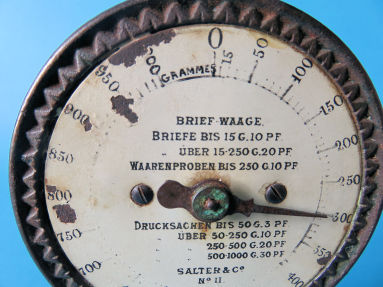 0
15
50
100
150
200
250
300
350
400
700
750
800
850
900
950
GRAMMES
BRIEF-WAAGE.
BRIEFE BIS 15 G. 10 PF.
ÜBER 15-250 G. 20 PF.
WAARENPROBEN BIS 250 G. 10 PF.
DRUCKSACHEN BIS 50 G. 3 PF.
ÜBER 50-250 G. 10 PF.
250-500 G. 20 PF.
500-1000 G. 30 PF.
SALTER & Co
No 11.